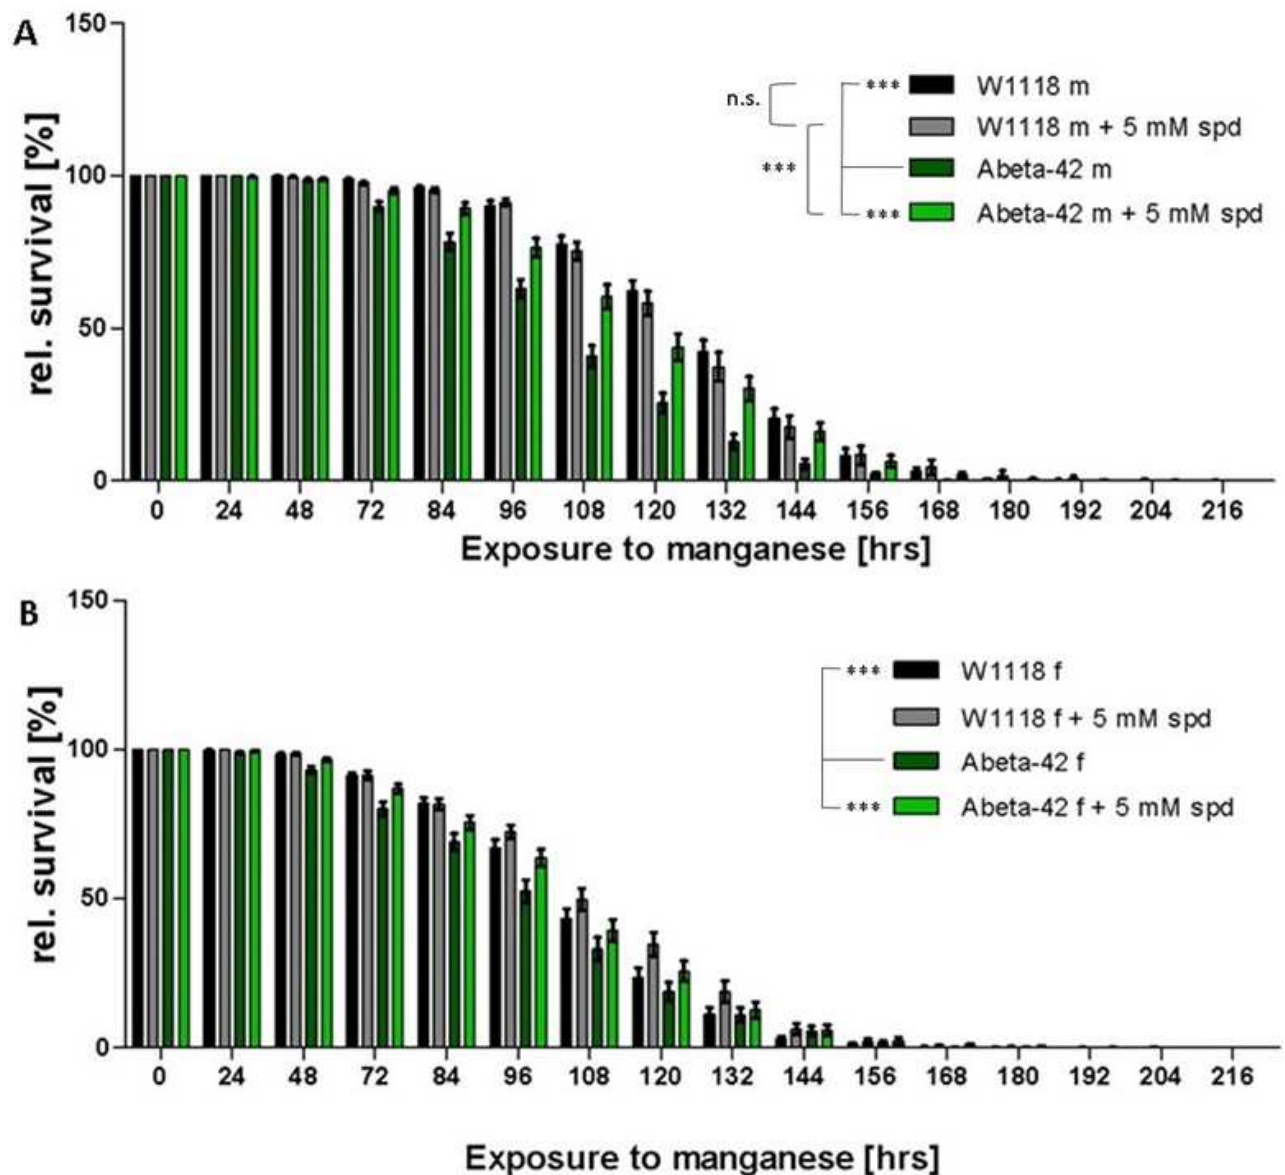 A
150
100
50
0
rel. survival [%]
n.s.
***
*** W1118 m
W1118 m + 5 mM spd
Abeta-42 m
*** Abeta-42 m + 5 mM spd
0 24 48 72 84 96 108 120 132 144 156 168 180 192 204 216
Exposure to manganese [hrs]
B
150
100
50
0
rel. survival [%]
*** W1118 f
W1118 f + 5 mM spd
Abeta-42 f
*** Abeta-42 f + 5 mM spd
0 24 48 72 84 96 108 120 132 144 156 168 180 192 204 216
Exposure to manganese [hrs]